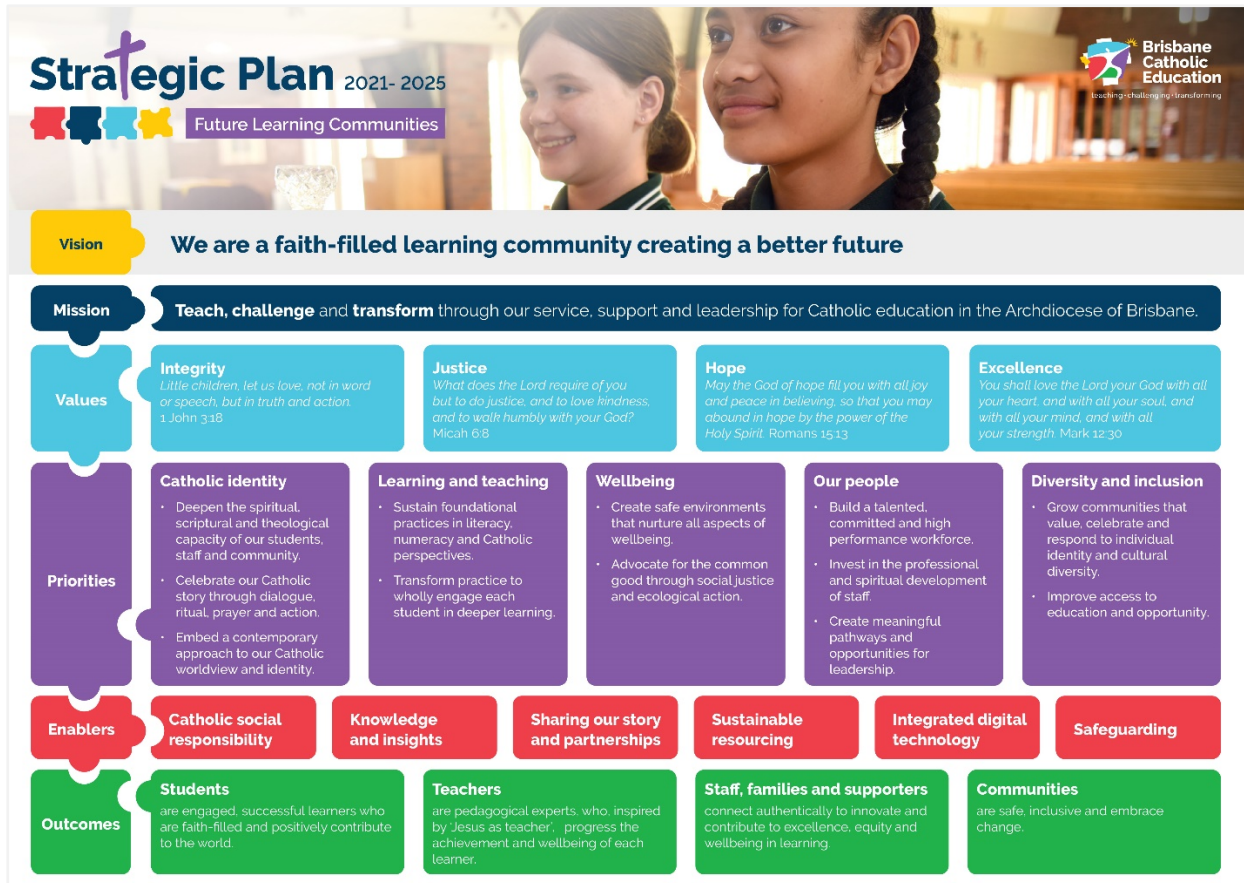 Strategic Plan 2021- 2025
Future Learning Communities
Brisbane
Catholic
Education
teaching • challenging • transforming
Vision
We are a faith-filled learning community creating a better future
Mission
Teach, challenge and transform through our service, support and leadership for Catholic education in the Archdiocese of Brisbane.
Values
Integrity
Little children, let us love, not in word
or speech, but in truth and action.
1 John 3:18
Justice
What does the Lord require of you
but to do justice, and to love kindness,
and to walk humbly with your God?
Micah 6:8
Hope
May the God of hope fill you with all joy
and peace in believing, so that you may
abound in hope by the power of the
Holy Spirit. Romans 15:13
Excellence
You shall love the Lord your God with all
your heart, and with all your soul, and
with all your mind, and with all
your strength. Mark 12:30
Priorities
Catholic identity
• Deepen the spiritual,
scriptural and theological
capacity of our students,
staff and community.
• Celebrate our Catholic
story through dialogue,
ritual, prayer and action.
• Embed a contemporary
approach to our Catholic
worldview and identity.
Learning and teaching
• Sustain foundational
practices in literacy,
numeracy and Catholic
perspectives.
• Transform practice to
wholly engage each
student in deeper learning.
Wellbeing
• Create safe environments
that nurture all aspects of
wellbeing.
• Advocate for the common
good through social justice
and ecological action.
Our people
• Build a talented,
committed and high
performance workforce.
• Invest in the professional
and spiritual development
of staff.
• Create meaningful
pathways and
opportunities for
leadership.
Diversity and inclusion
• Grow communities that
value, celebrate and
respond to individual
identity and cultural
diversity.
• Improve access to
education and opportunity.
Enablers
Catholic social
responsibility
Knowledge
and insights
Sharing our story
and partnerships
Sustainable
resourcing
Integrated digital
technology
Safeguarding
Outcomes
Students
are engaged, successful learners who
are faith-filled and positively contribute
to the world.
Teachers
are pedagogical experts, who, inspired
by 'Jesus as teacher', progress the
achievement and wellbeing of each
learner.
Staff, families and supporters
connect authentically to innovate and
contribute to excellence, equity and
wellbeing in learning.
Communities
are safe, inclusive and embrace
change.